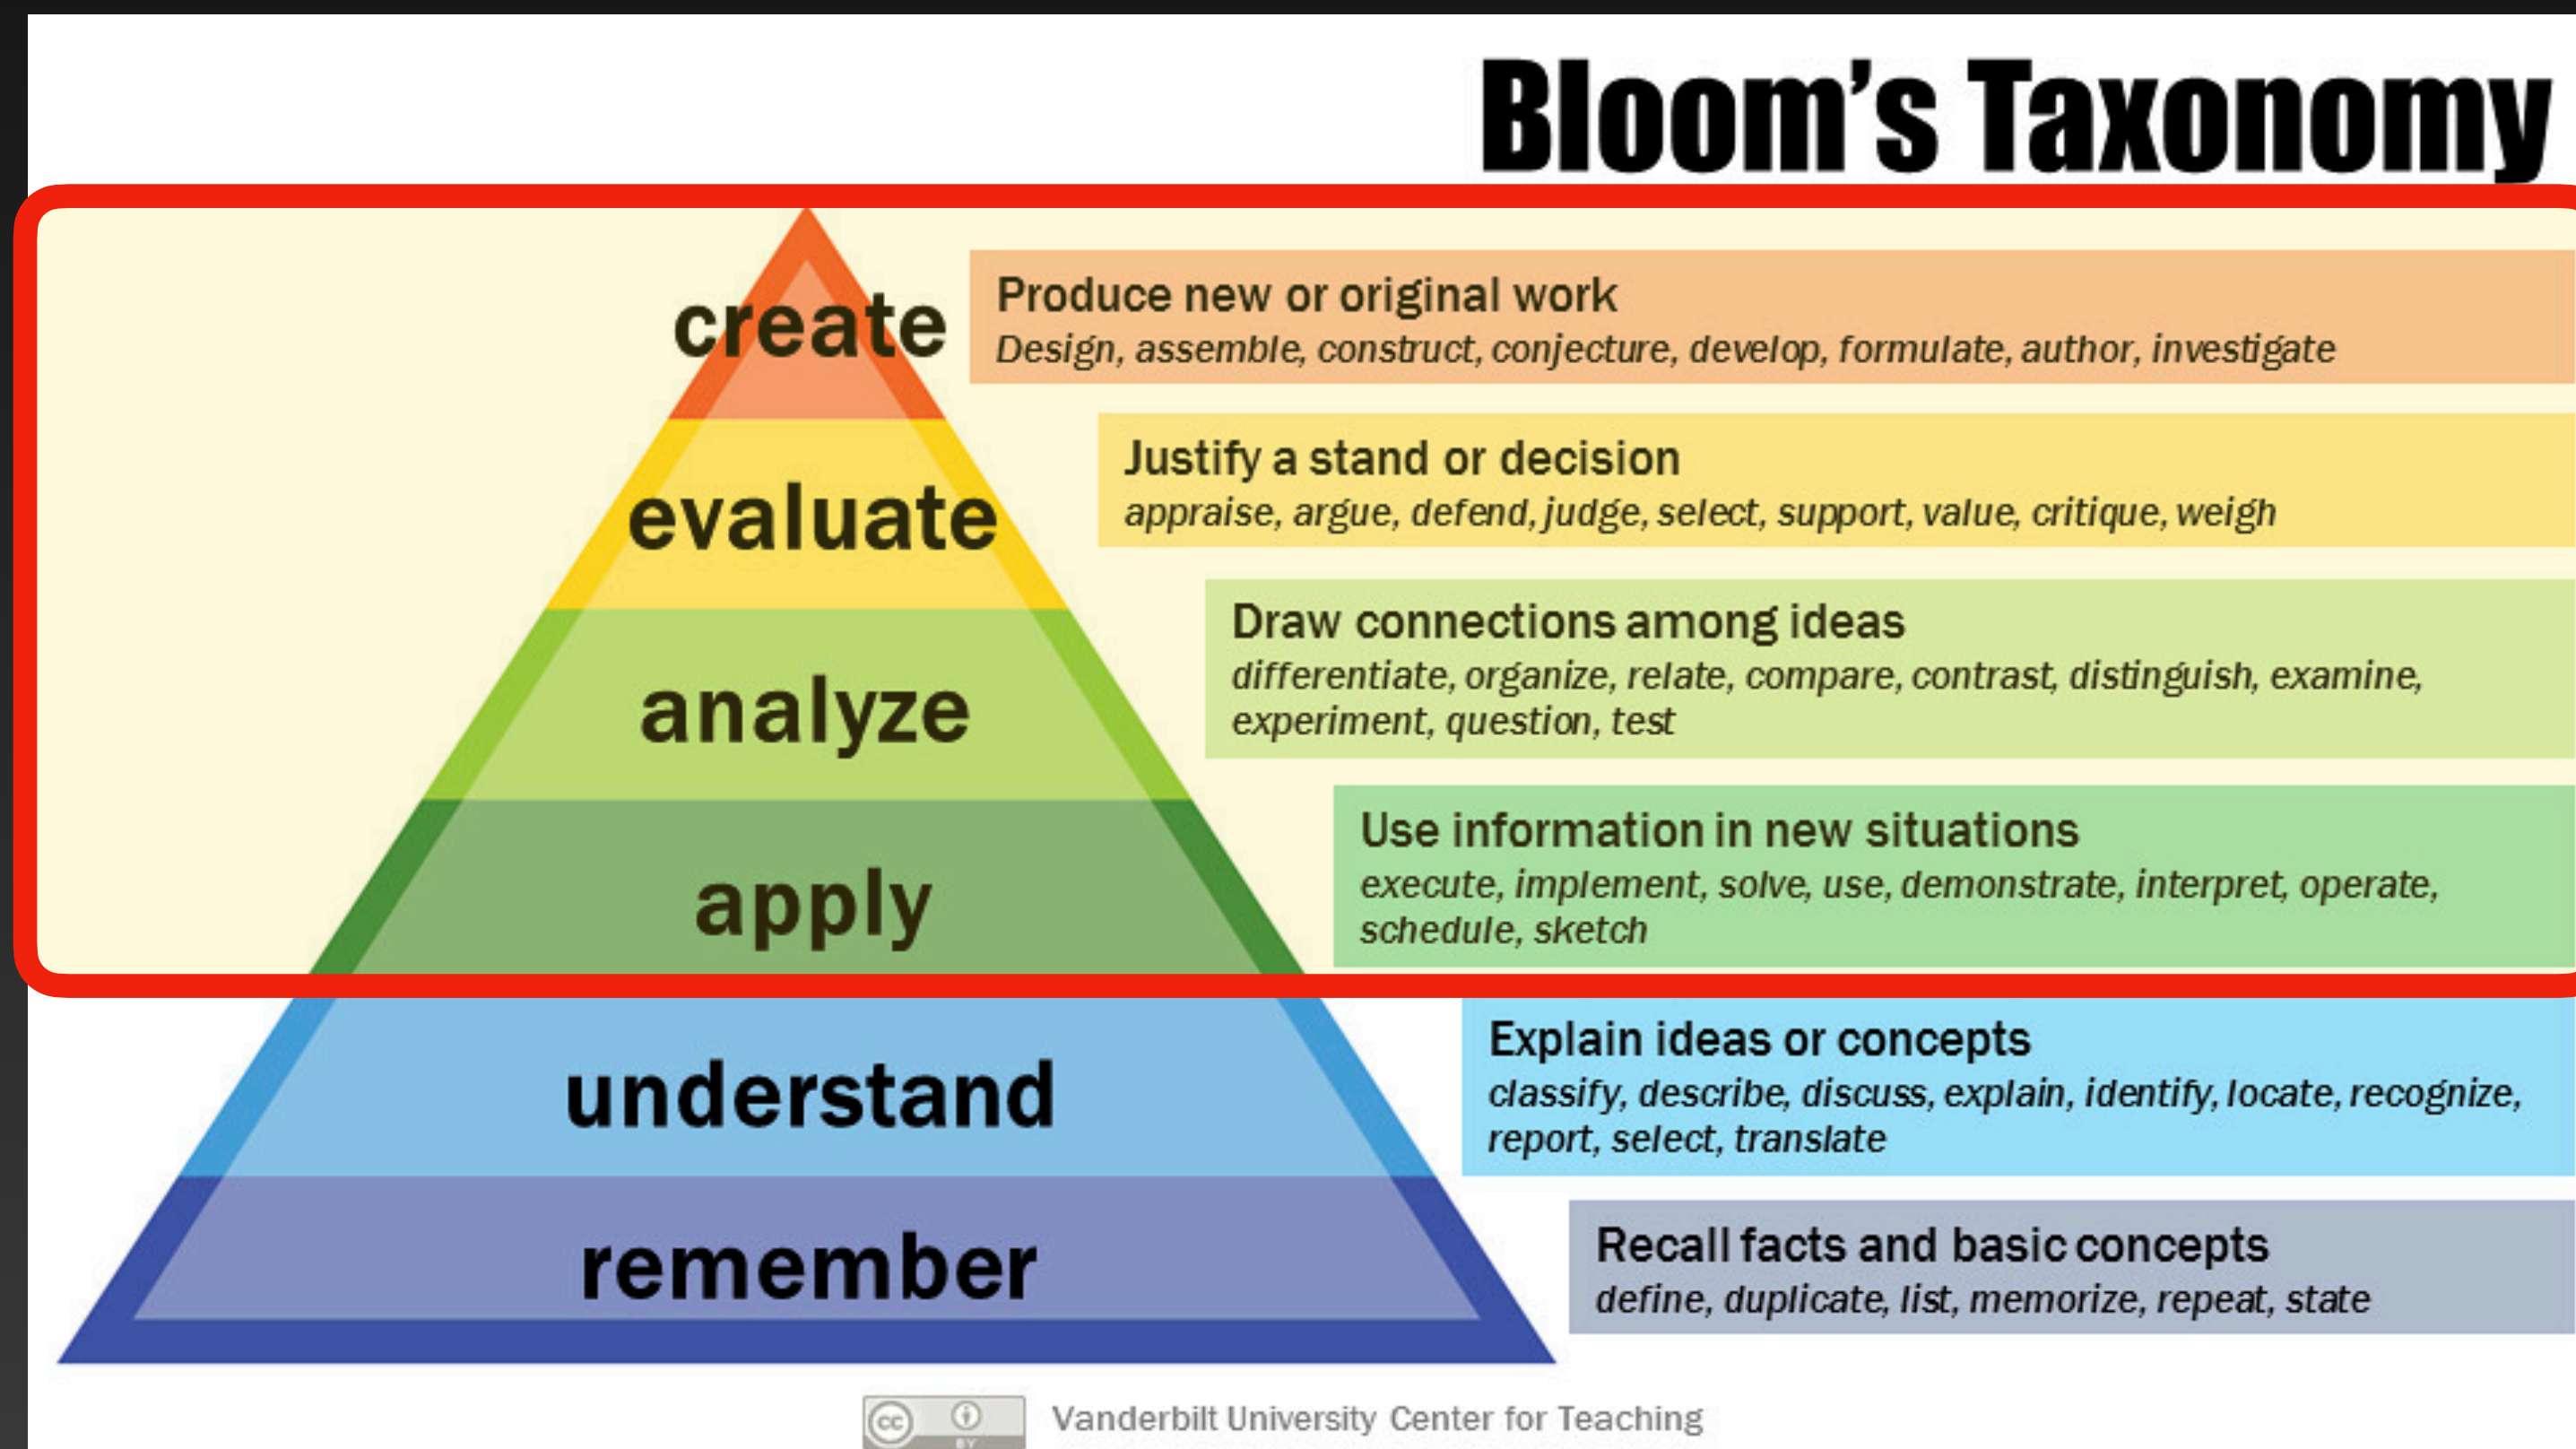 Bloom's Taxonomy
create
Produce new or original work
Design, assemble, construct, conjecture, develop, formulate, author, investigate
evaluate
Justify a stand or decision
appraise, argue, defend, judge, select, support, value, critique, weigh
analyze
Draw connections among ideas
differentiate, organize, relate, compare, contrast, distinguish, examine,
experiment, question, test
apply
Use information in new situations
execute, implement, solve, use, demonstrate, interpret, operate,
schedule, sketch
understand
Explain ideas or concepts
classify, describe, discuss, explain, identify, locate, recognize,
report, select, translate
remember
Recall facts and basic concepts
define, duplicate, list, memorize, repeat, state
cc
BY
Vanderbilt University Center for Teaching